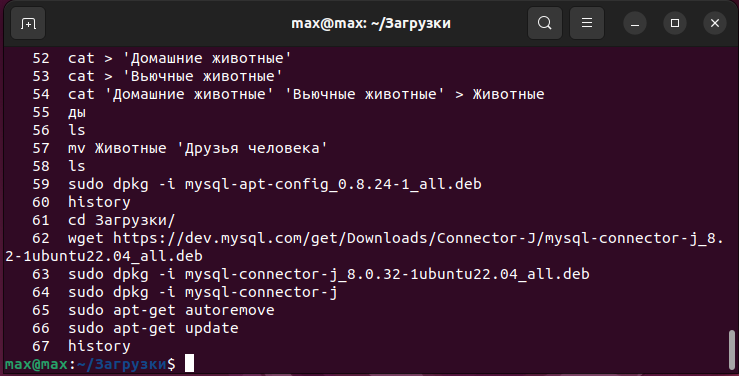 max@max: ~/Загрузки
52 cat > 'Домашние животные'
53 cat > 'Вьючные животные'
54 cat 'Домашние животные' 'Вьючные животные' > Животные
55 ды
56 ls
57 mv Животные 'Друзья человека'
58 ls
59 sudo dpkg -i mysql-apt-config_0.8.24-1_all.deb
60 history
61 cd Загрузки/
62 wget https://dev.mysql.com/get/Downloads/Connector-J/mysql-connector-j_8.
2-1ubuntu22.04_all.deb
63 sudo dpkg -i mysql-connector-j_8.0.32-1ubuntu22.04_all.deb
64 sudo dpkg -i mysql-connector-j
65 sudo apt-get autoremove
66 sudo apt-get update
67 history
max@max:~/Загрузки$